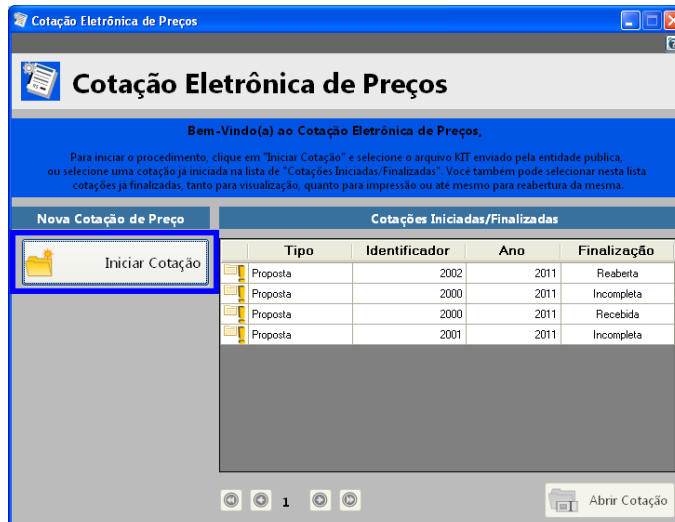 Cotação Eletrônica de Preços
Cotação Eletrônica de Preços
Bem-Vindo(a) ao Cotação Eletrônica de Preços,
Para iniciar o procedimento, clique em "Iniciar Cotação" e selecione o arquivo KIT enviado pela entidade publica,
ou selecione uma cotação já iniciada na lista de "Cotações Iniciadas/Finalizadas". Você também pode selecionar nesta lista
cotações já finalizadas, tanto para visualização, quanto para impressão ou até mesmo para reabertura da mesma.
Nova Cotação de Preço
Cotações Iniciadas/Finalizadas
Iniciar Cotação
Tipo Identificador Ano Finalização
Proposta 2002 2011 Reaberta
Proposta 2000 2011 Incompleta
Proposta 2000 2011 Recebida
Proposta 2001 2011 Incompleta
1
Abrir Cotação